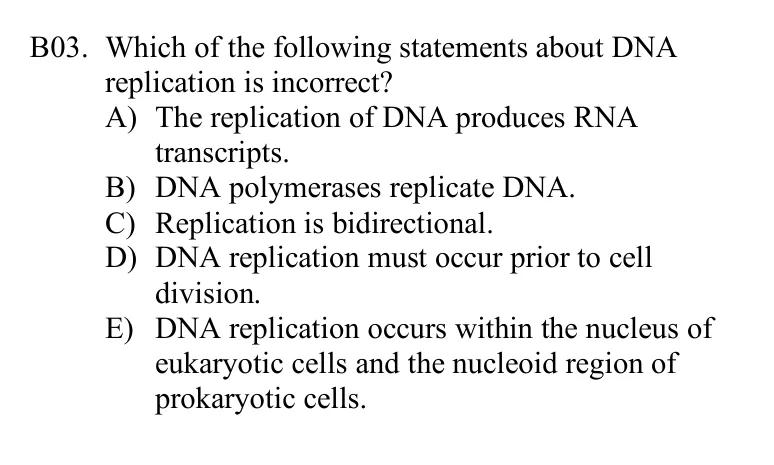 B03. Which of the following statements about DNA
replication is incorrect?
A) The replication of DNA produces RNA
transcripts.
B) DNA polymerases replicate DNA.
C) Replication is bidirectional.
D) DNA replication must occur prior to cell
division.
E) DNA replication occurs within the nucleus of
eukaryotic cells and the nucleoid region of
prokaryotic cells.